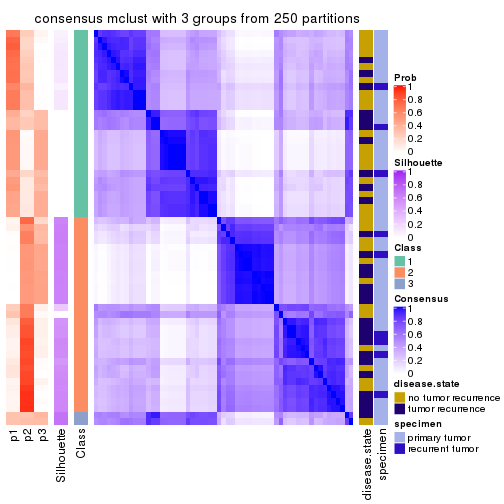 consensus mclust with 3 groups from 250 partitions
p1
p2
p3
Silhouette
Class
disease.state
specimen
Prob
1
0.8
0.6
0.4
0.2
0
Silhouette
1
0.8
0.6
0.4
0.2
0
Class
1
2
3
Consensus
1
0.8
0.6
0.4
0.2
0
disease.state
no tumor recurrence
tumor recurrence
specimen
primary tumor
recurrent tumor